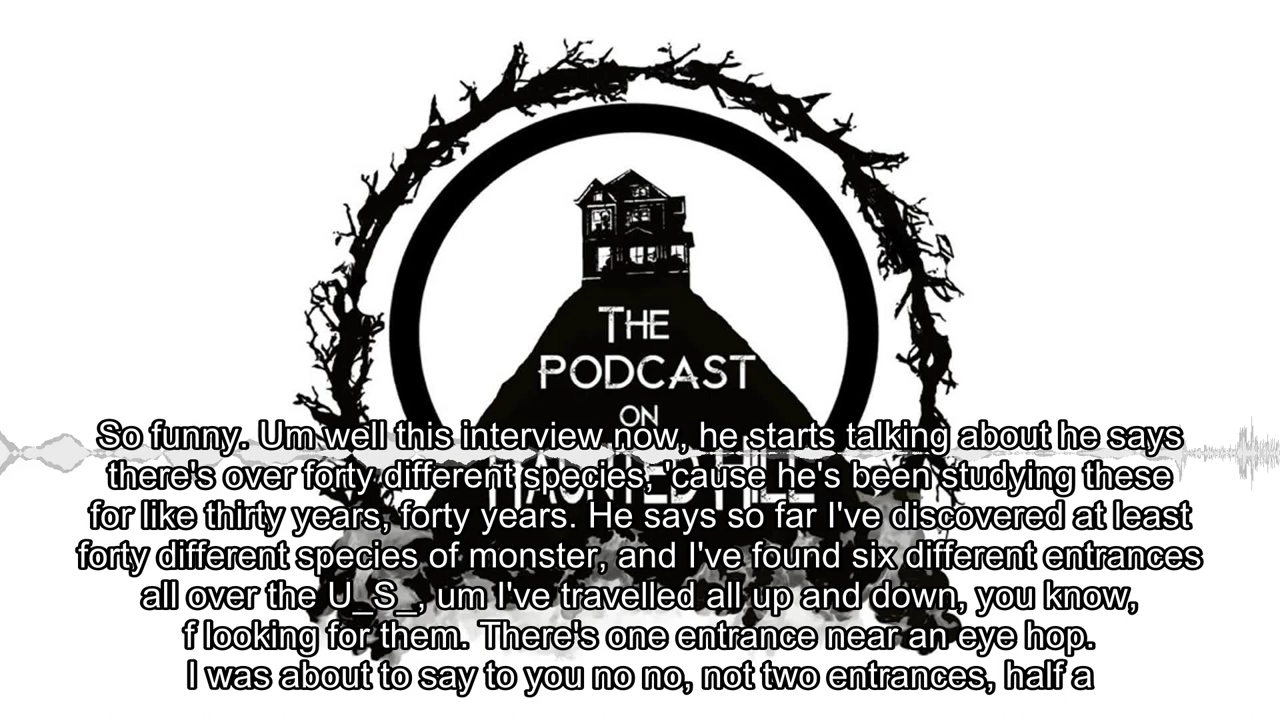 THE
PODCAST
ON
HAUNTED HILL
So funny. Um well this interview now, he starts talking about he says
there's over forty different species, 'cause he's been studying these
for like thirty years, forty years. He says so far I've discovered at least
forty different species of monster, and I've found six different entrances
all over the U_S_, um I've travelled all up and down, you know,
f looking for them. There's one entrance near an eye hop.
I was about to say to you no no, not two entrances, half a